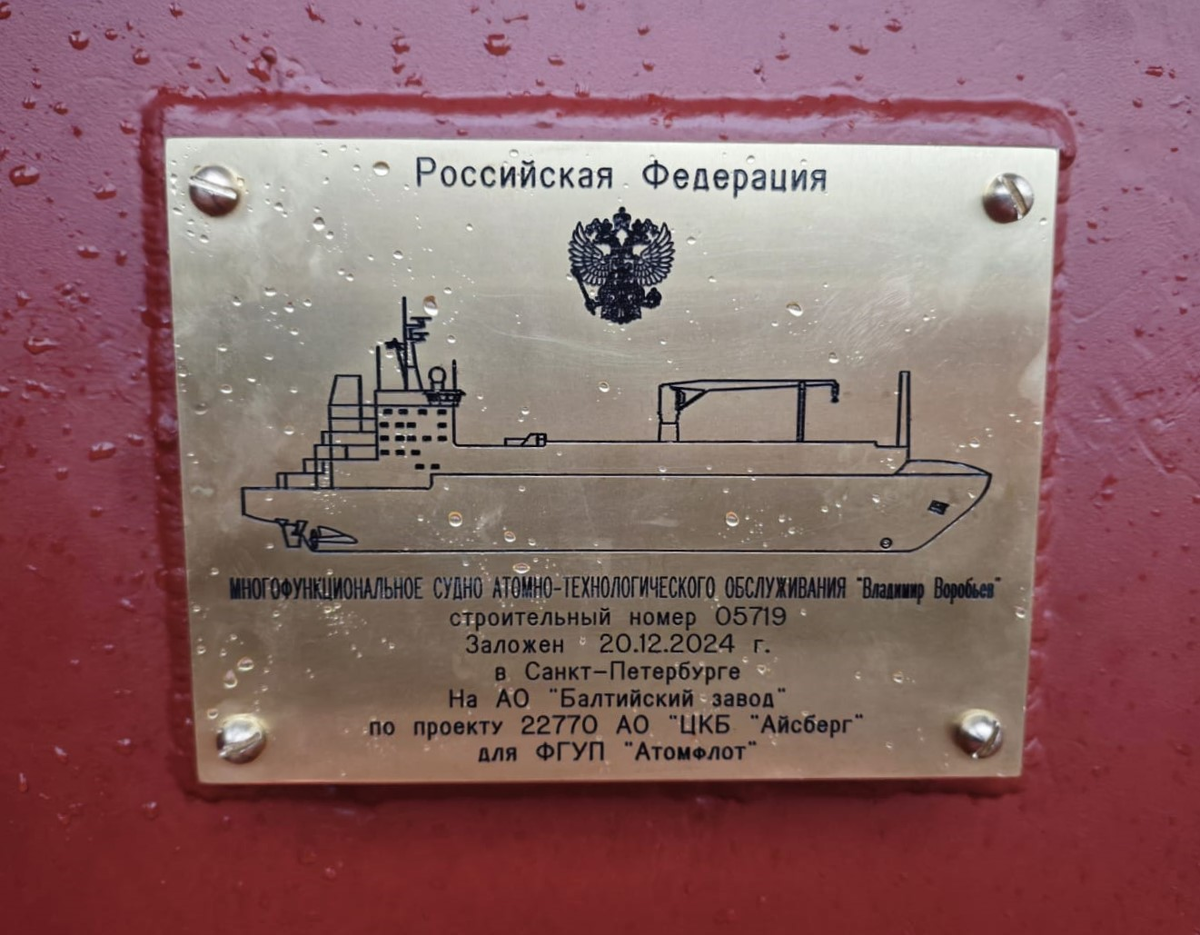 Российская Федерация
МНОГОФУНКЦИОНАЛЬНОЕ СУДНО АТОМНО-ТЕХНОЛОГИЧЕСКОГО ОБСЛУЖИВАНИЯ "Владимир Воробьев"
строительный номер 05719
Заложен 20.12.2024 г.
в Санкт-Петербурге
На АО "Балтийский завод"
по проекту 22770 АО "ЦКБ "Айсберг"
для ФГУП "Атомфлот"